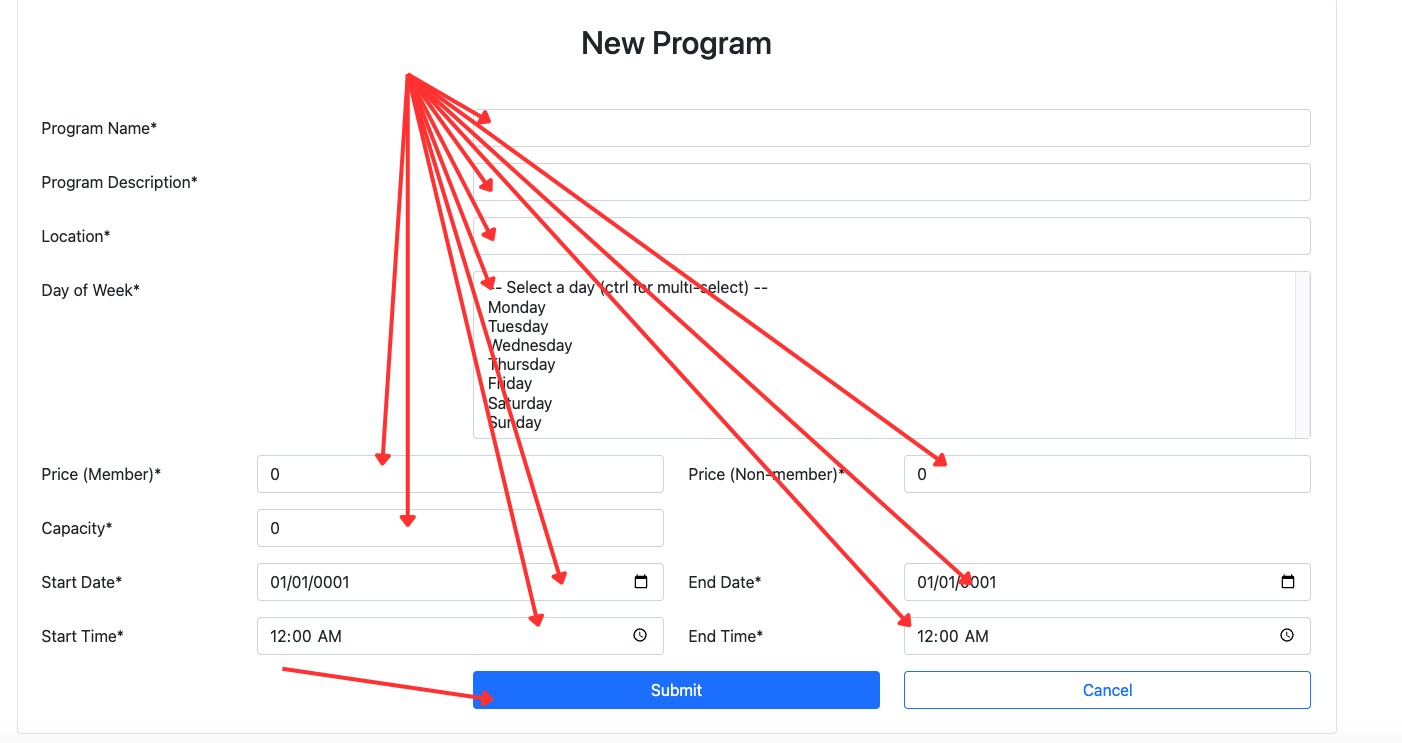 New Program
Program Name*
Program Description*
Location*
Day of Week*
-- Select a day (ctrl for multi-select) --
Monday
Tuesday
Wednesday
Thursday
Friday
Saturday
Sunday
Price (Member)* 0 Price (Non-member)* 0
Capacity* 0
Start Date* 01/01/0001 End Date* 01/01/0001
Start Time* 12:00 AM End Time* 12:00 AM
Submit Cancel